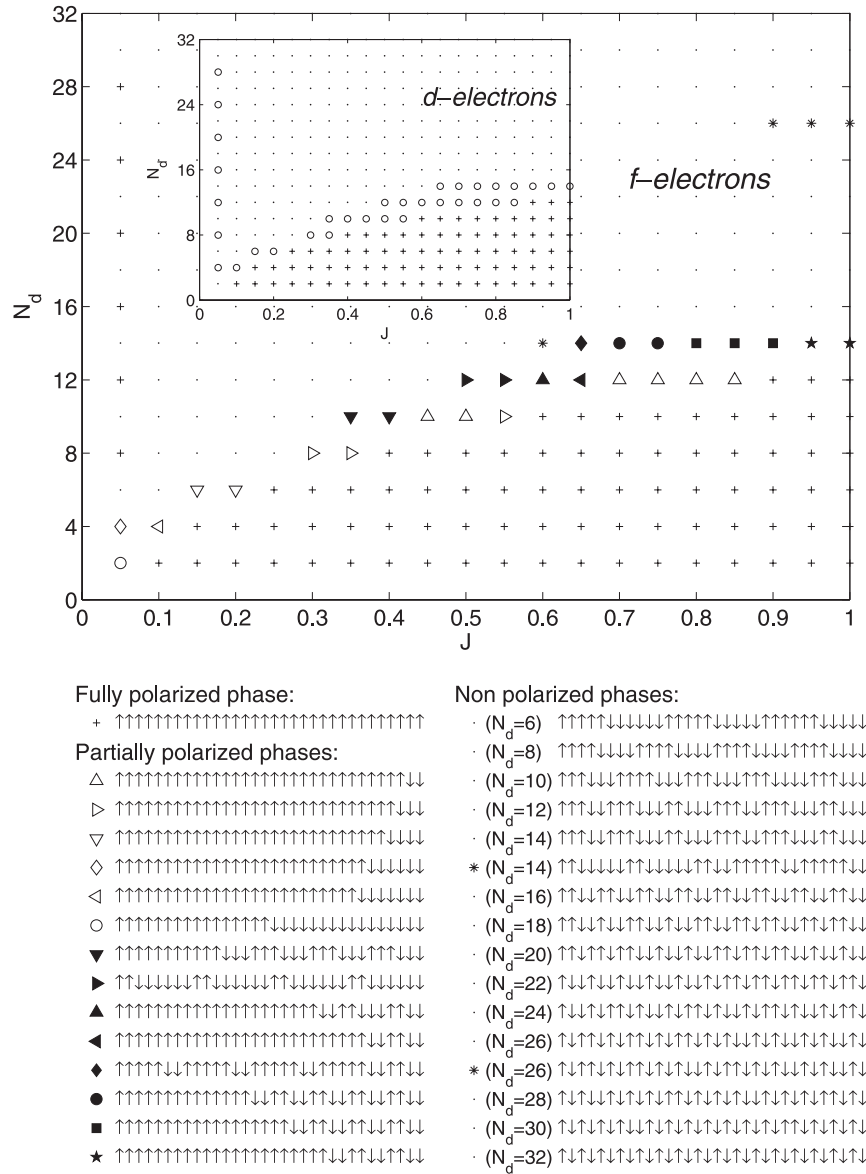 32
28
24
20
16
12
8
4
0
N_d
0
0.1
0.2
0.3
0.4
0.5
0.6
0.7
0.8
0.9
1
J
32
24
16
8
0
N_d
0
0.2
0.4
0.6
0.8
1
J
d–electrons
f–electrons
Fully polarized phase:
Partially polarized phases:
Non polarized phases:
(N_d=6)
(N_d=8)
(N_d=10)
(N_d=12)
(N_d=14)
(N_d=14)
(N_d=16)
(N_d=18)
(N_d=20)
(N_d=22)
(N_d=24)
(N_d=26)
(N_d=26)
(N_d=28)
(N_d=30)
(N_d=32)